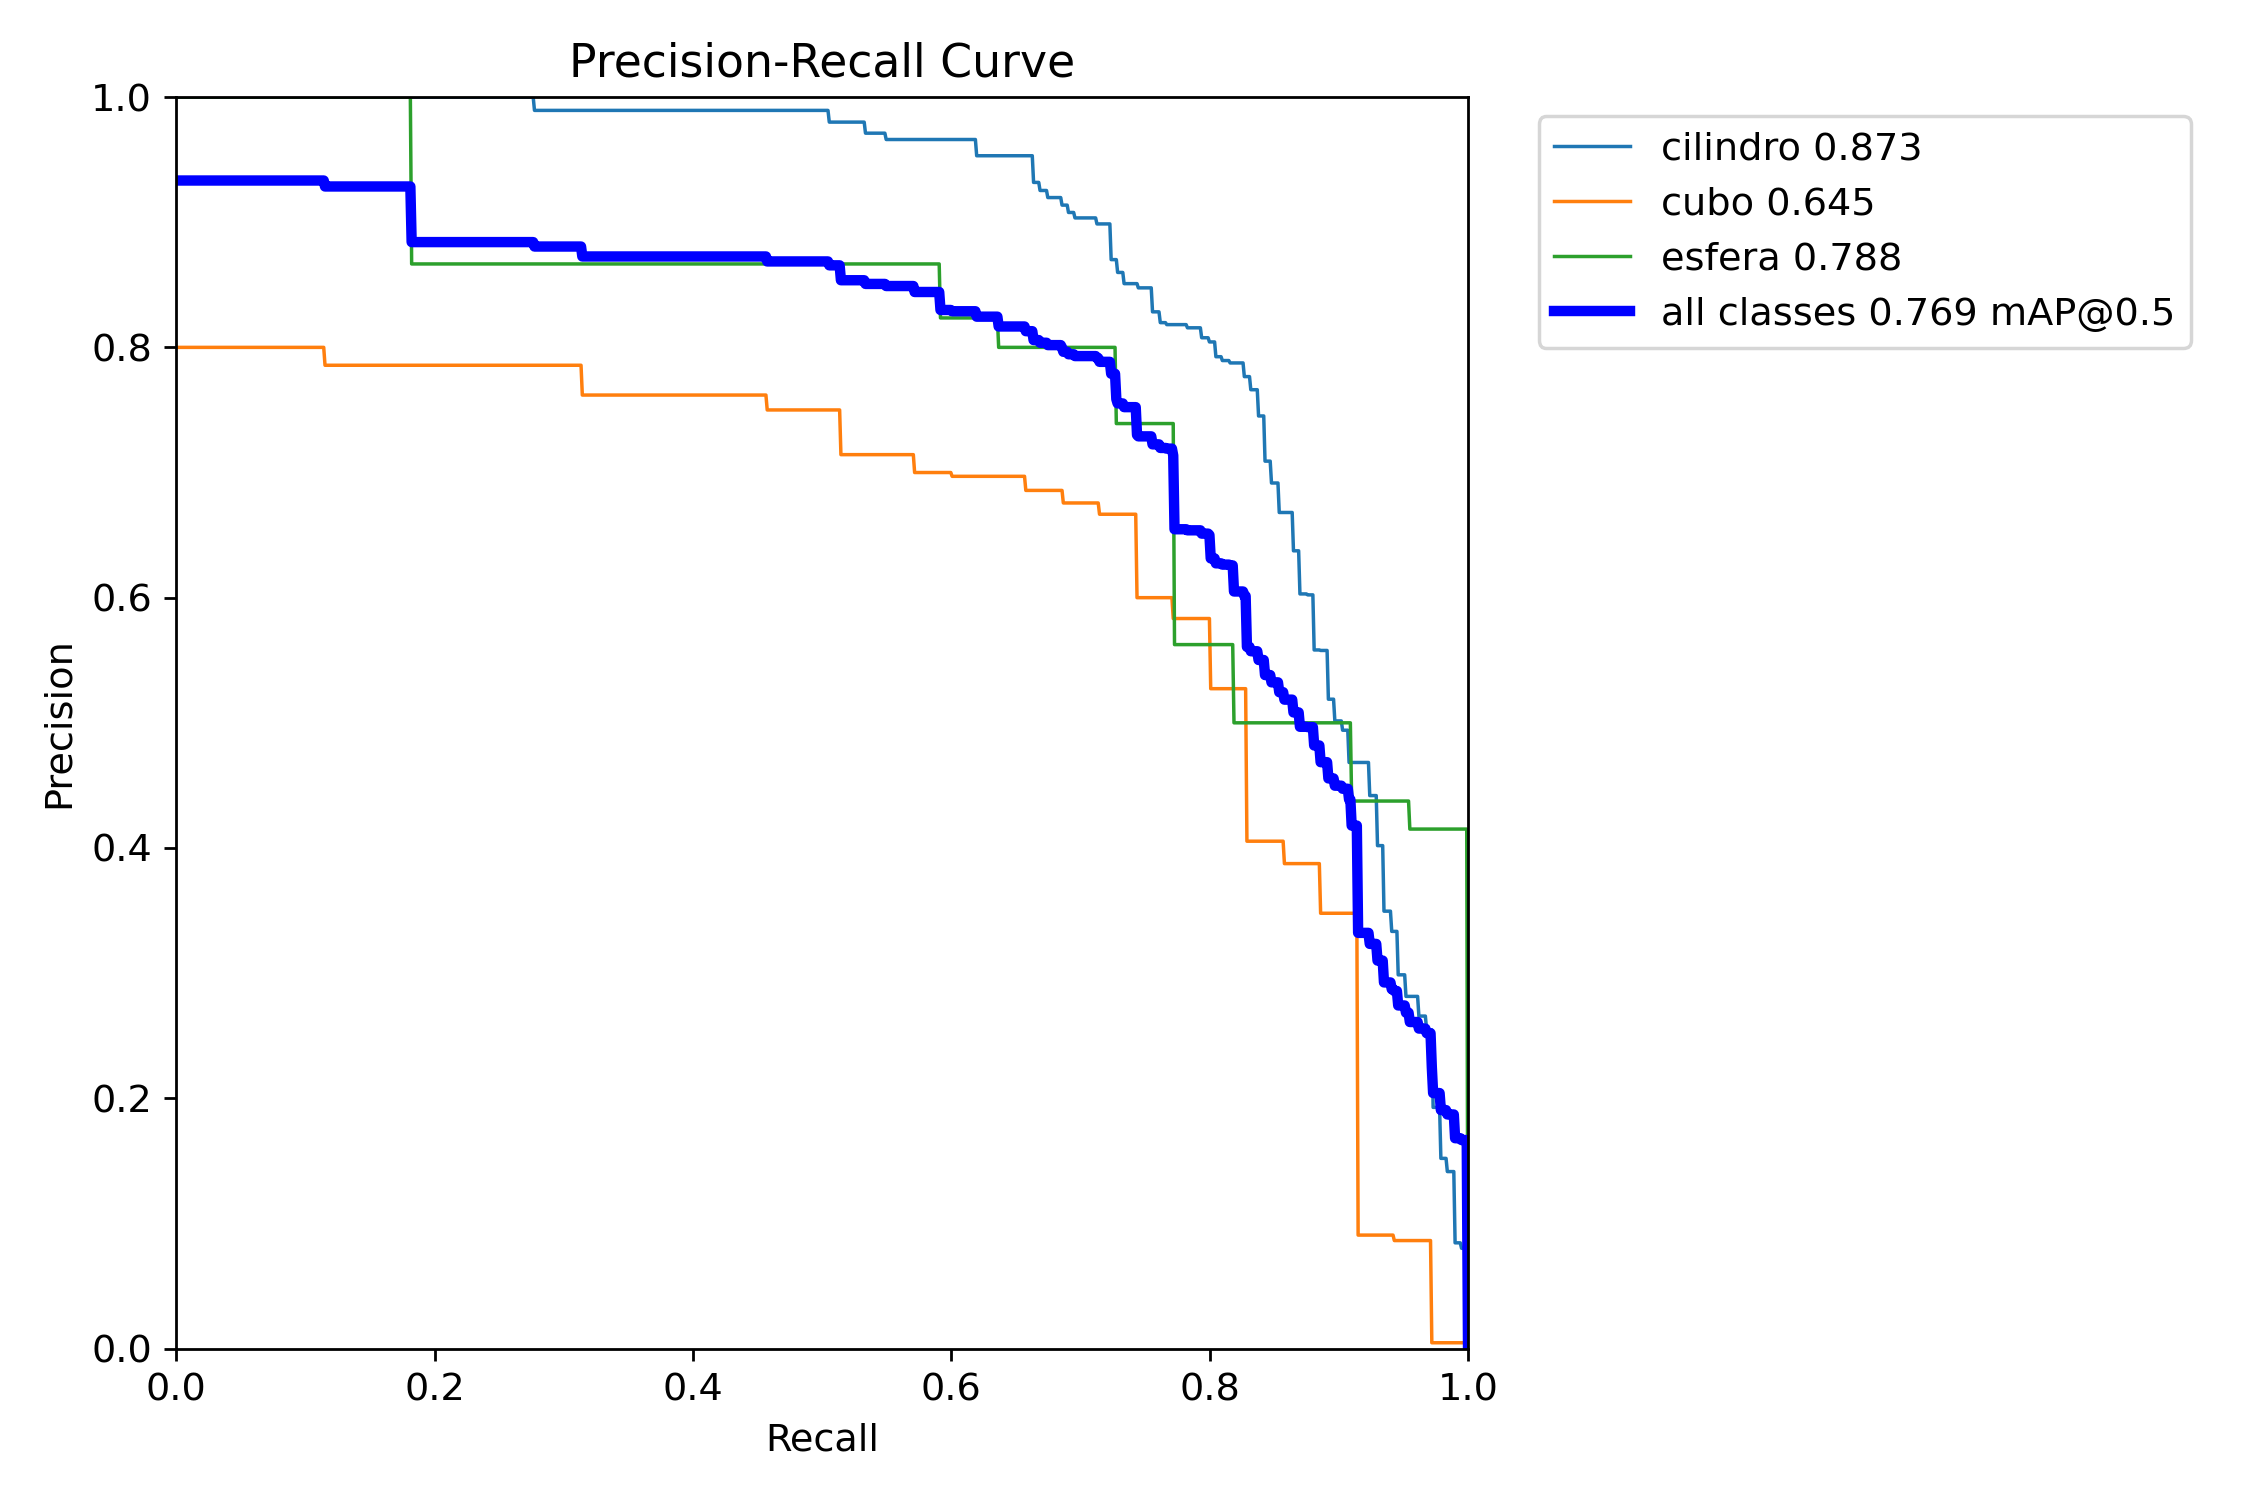 Precision-Recall Curve
1.0
0.8
0.6
0.4
0.2
0.0
Precision
0.0 0.2 0.4 0.6 0.8 1.0
Recall
cilindro 0.873
cubo 0.645
esfera 0.788
all classes 0.769 mAP@0.5